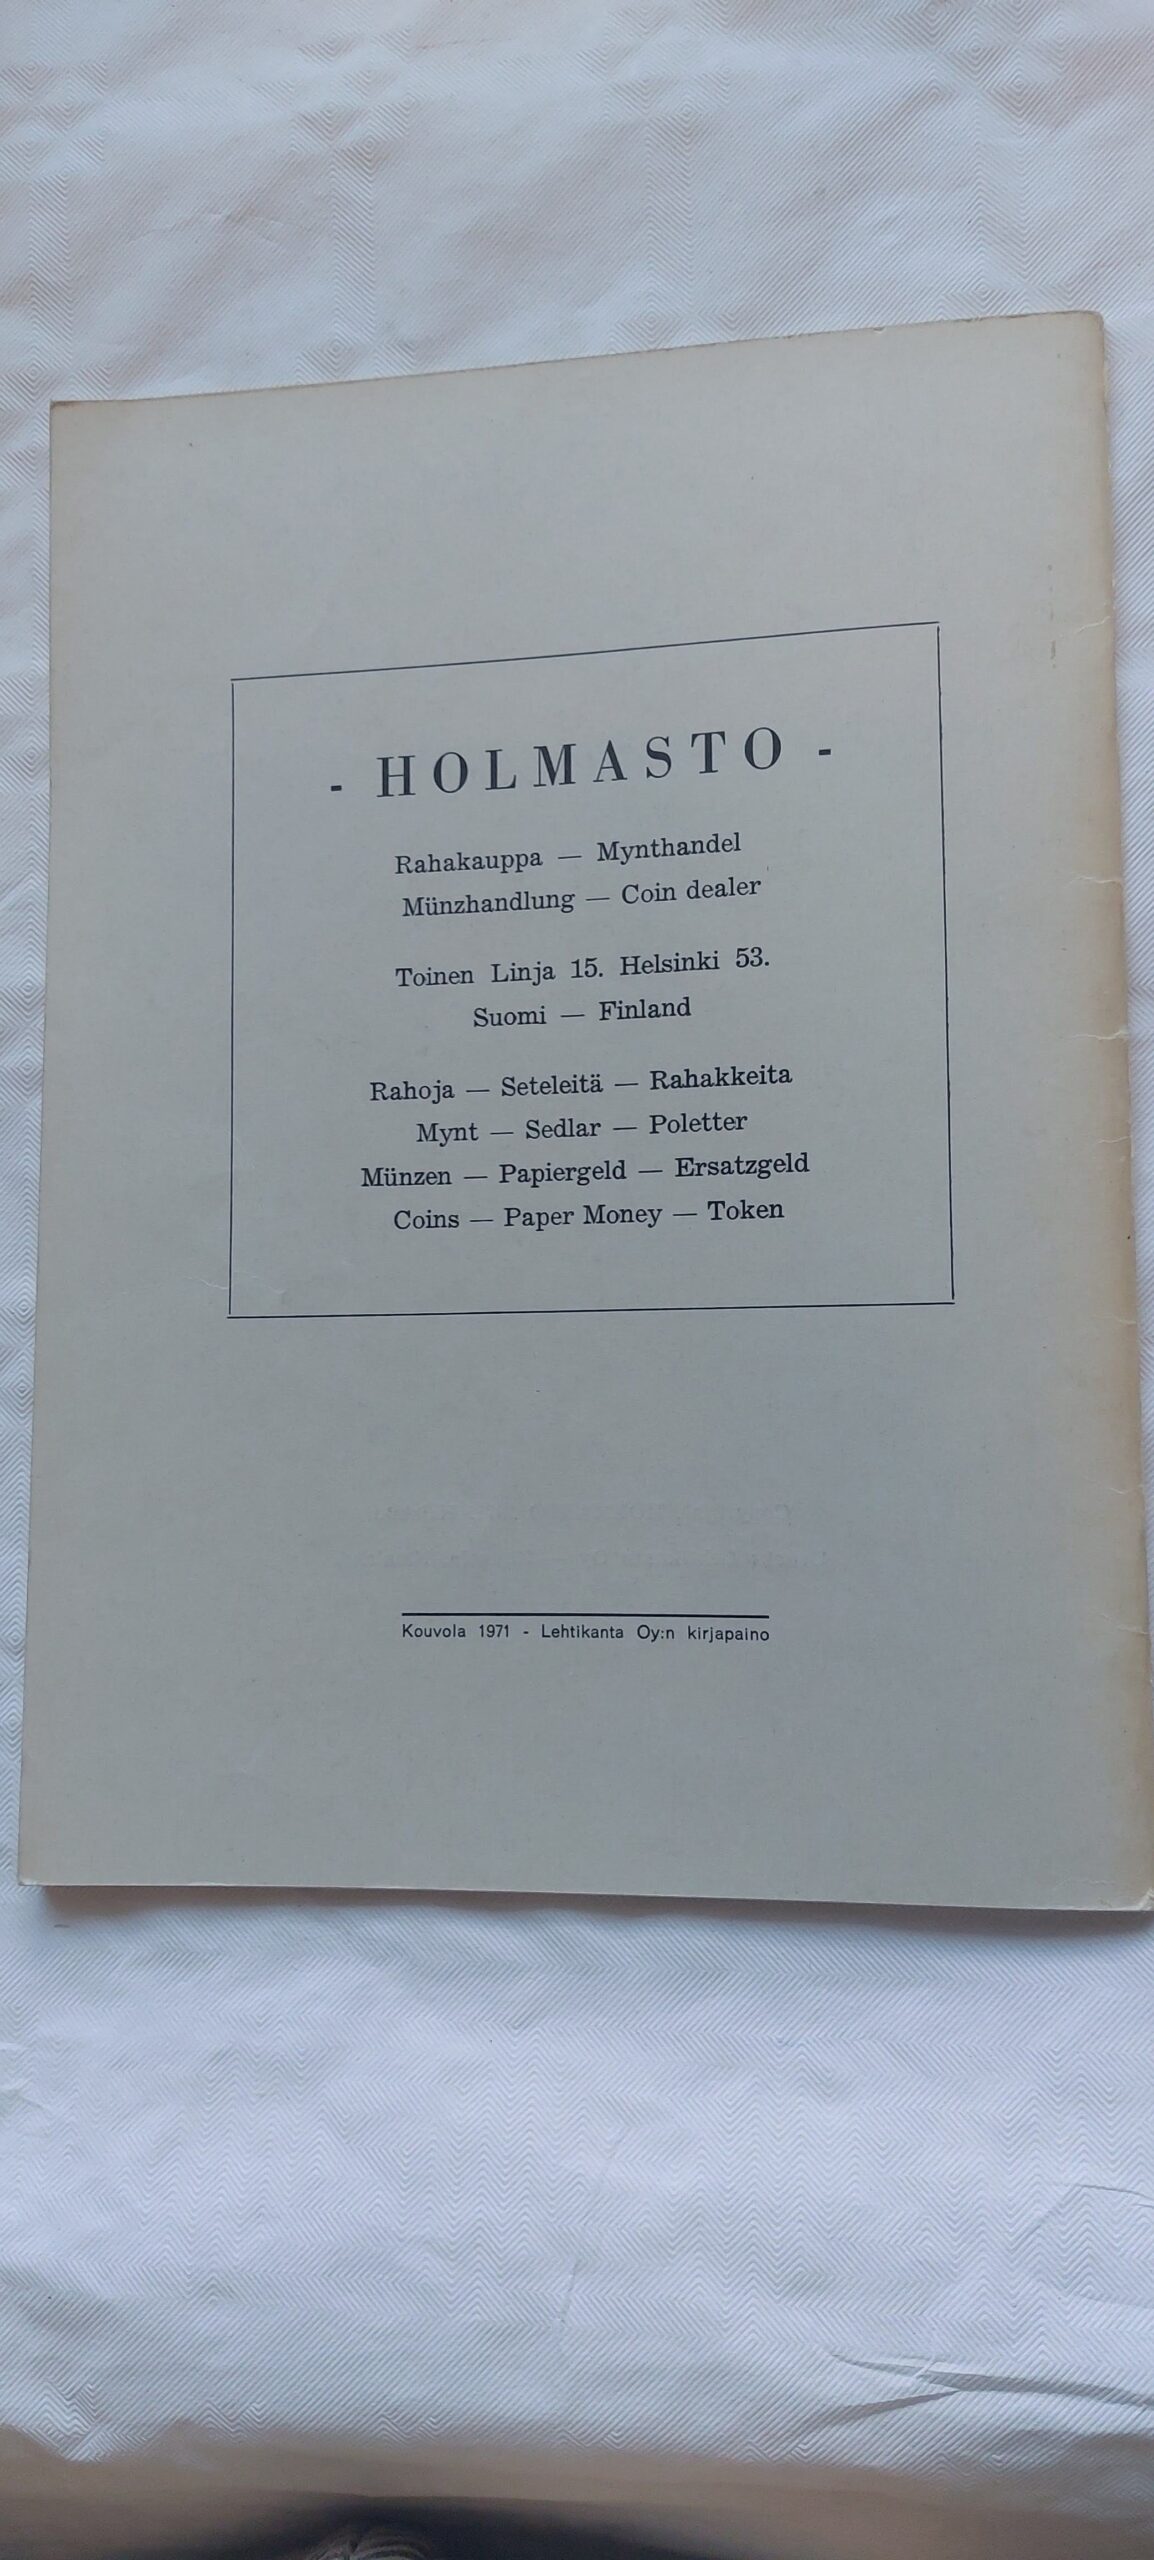 - HOLMASTO -
Rahakauppa — Mynthandel
Münzhandlung — Coin dealer
Toinen Linja 15. Helsinki 53.
Suomi — Finland
Rahoja — Seteleitä — Rahakkeita
Mynt — Sedlar — Poletter
Münzen — Papiergeld — Ersatzgeld
Coins — Paper Money — Token
Kouvola 1971 - Lehtikanta Oy:n kirjapaino